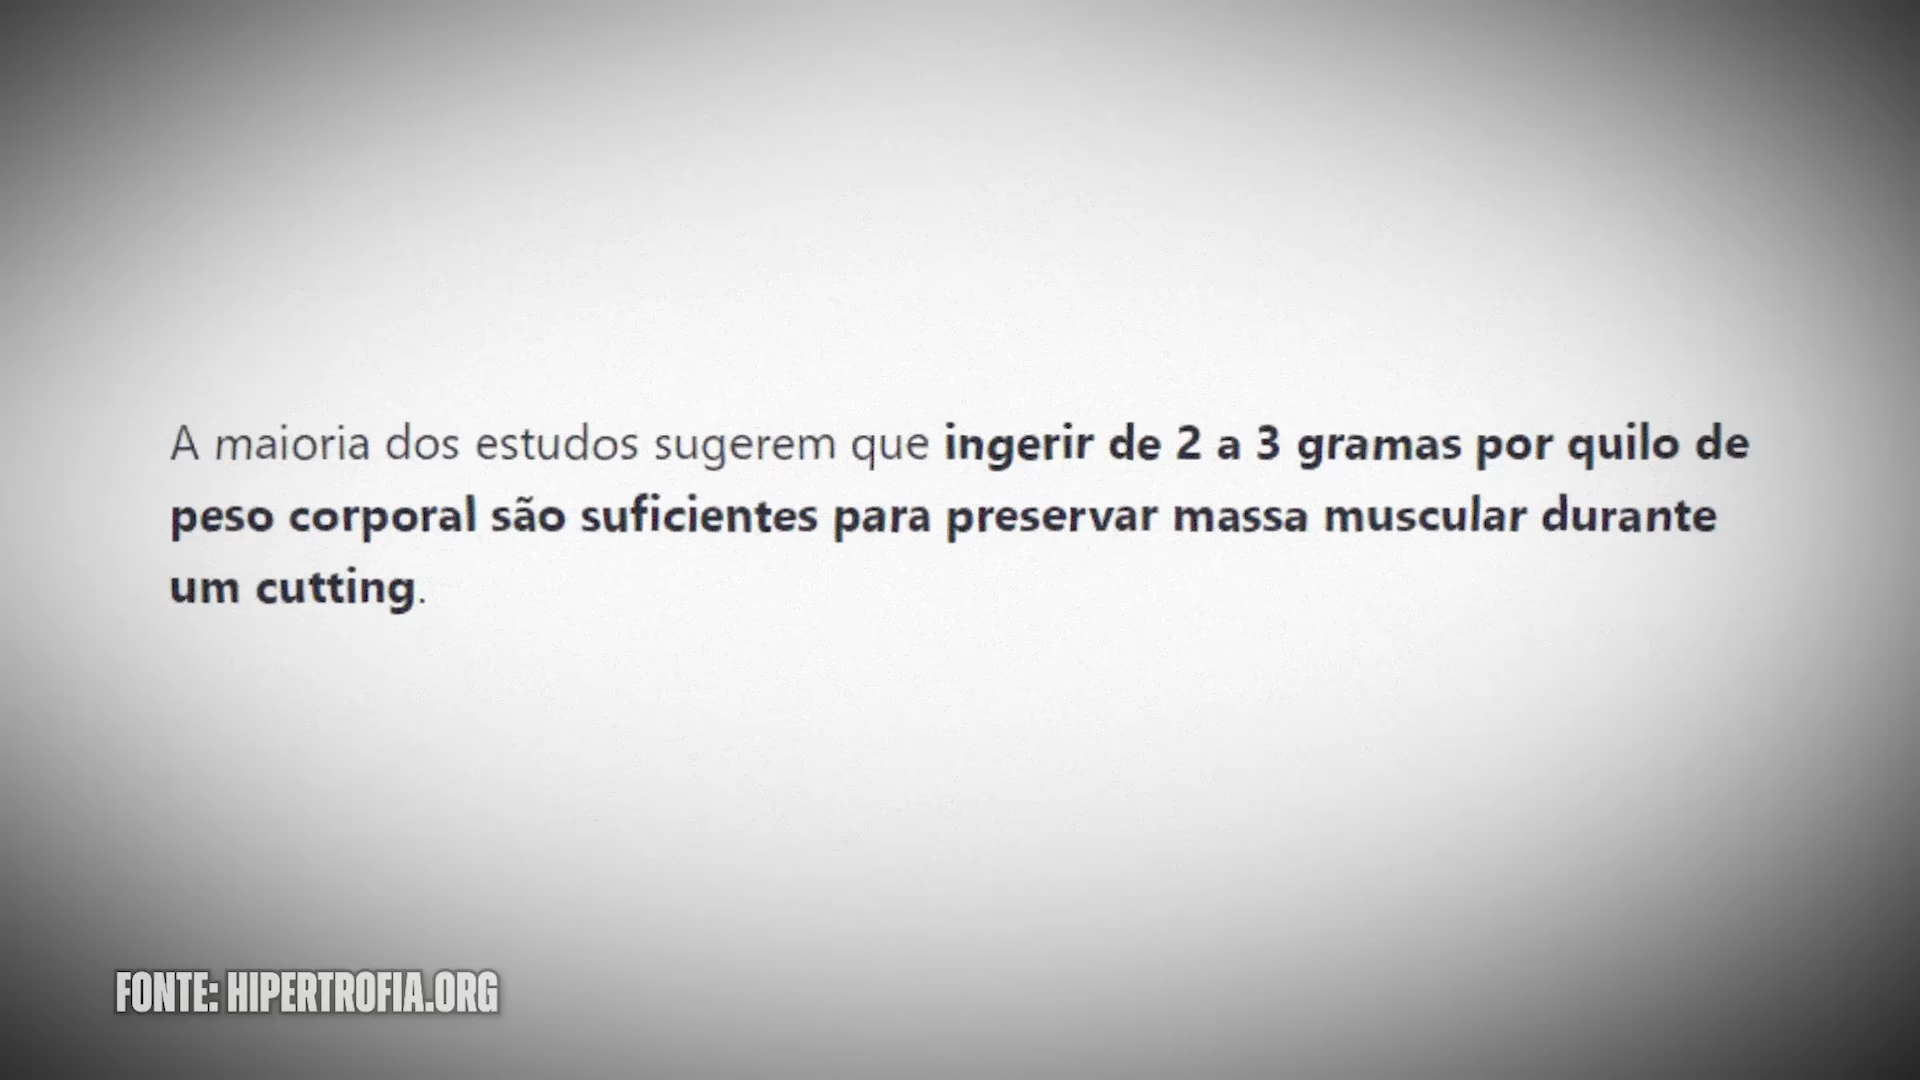 A maioria dos estudos sugerem que ingerir de 2 a 3 gramas por quilo de
peso corporal são suficientes para preservar massa muscular durante
um cutting.
FONTE: HIPERTROFIA.ORG